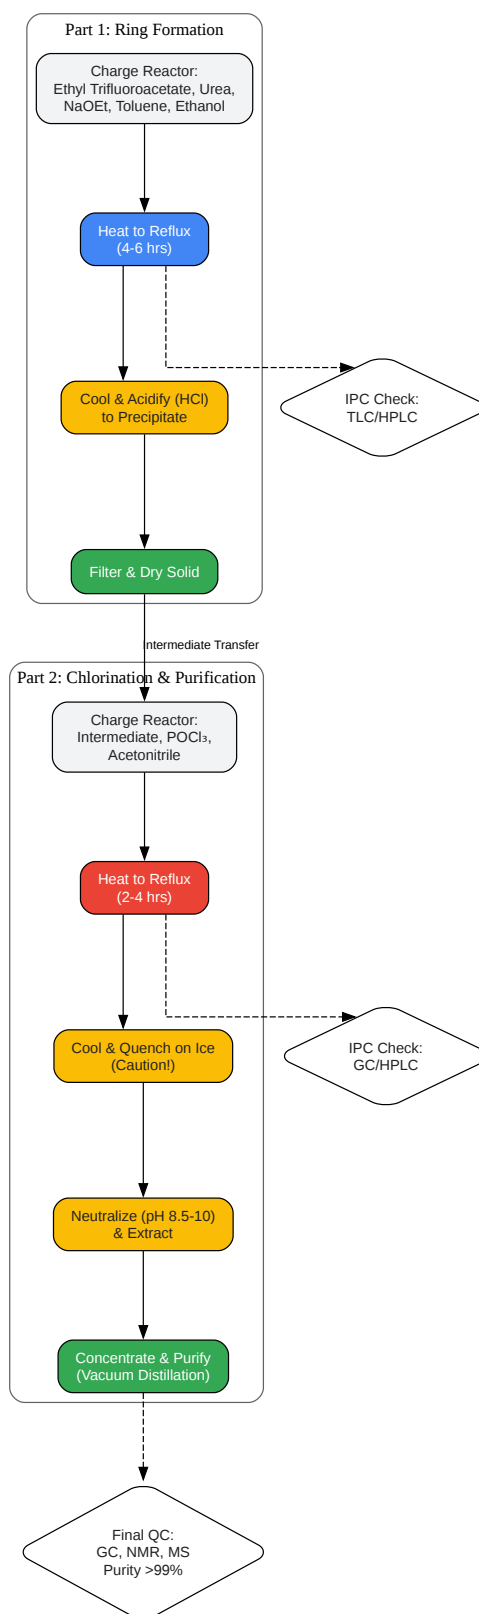 Part 1: Ring Formation
Charge Reactor:
Ethyl Trifluoroacetate, Urea,
NaOEt, Toluene, Ethanol
Heat to Reflux
(4-6 hrs)
IPC Check:
TLC/HPLC
Cool & Acidify (HCl)
to Precipitate
Filter & Dry Solid
Intermediate Transfer
Part 2: Chlorination & Purification
Charge Reactor:
Intermediate, POCl₃,
Acetonitrile
Heat to Reflux
(2-4 hrs)
IPC Check:
GC/HPLC
Cool & Quench on Ice
(Caution!)
Neutralize (pH 8.5-10)
& Extract
Concentrate & Purify
(Vacuum Distillation)
Final QC:
GC, NMR, MS
Purity >99%